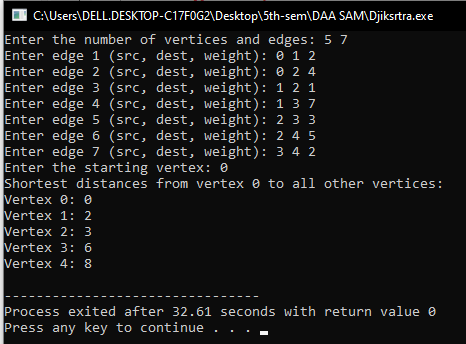 C:\Users\DELL.DESKTOP-C17F0G2\Desktop\5th-sem\DAA SAM\Djiksrtra.exe
Enter the number of vertices and edges: 5 7
Enter edge 1 (src, dest, weight): 0 1 2
Enter edge 2 (src, dest, weight): 0 2 4
Enter edge 3 (src, dest, weight): 1 2 1
Enter edge 4 (src, dest, weight): 1 3 7
Enter edge 5 (src, dest, weight): 2 3 3
Enter edge 6 (src, dest, weight): 2 4 5
Enter edge 7 (src, dest, weight): 3 4 2
Enter the starting vertex: 0
Shortest distances from vertex 0 to all other vertices:
Vertex 0: 0
Vertex 1: 2
Vertex 2: 3
Vertex 3: 6
Vertex 4: 8
--------------------------------
Process exited after 32.61 seconds with return value 0
Press any key to continue . . .